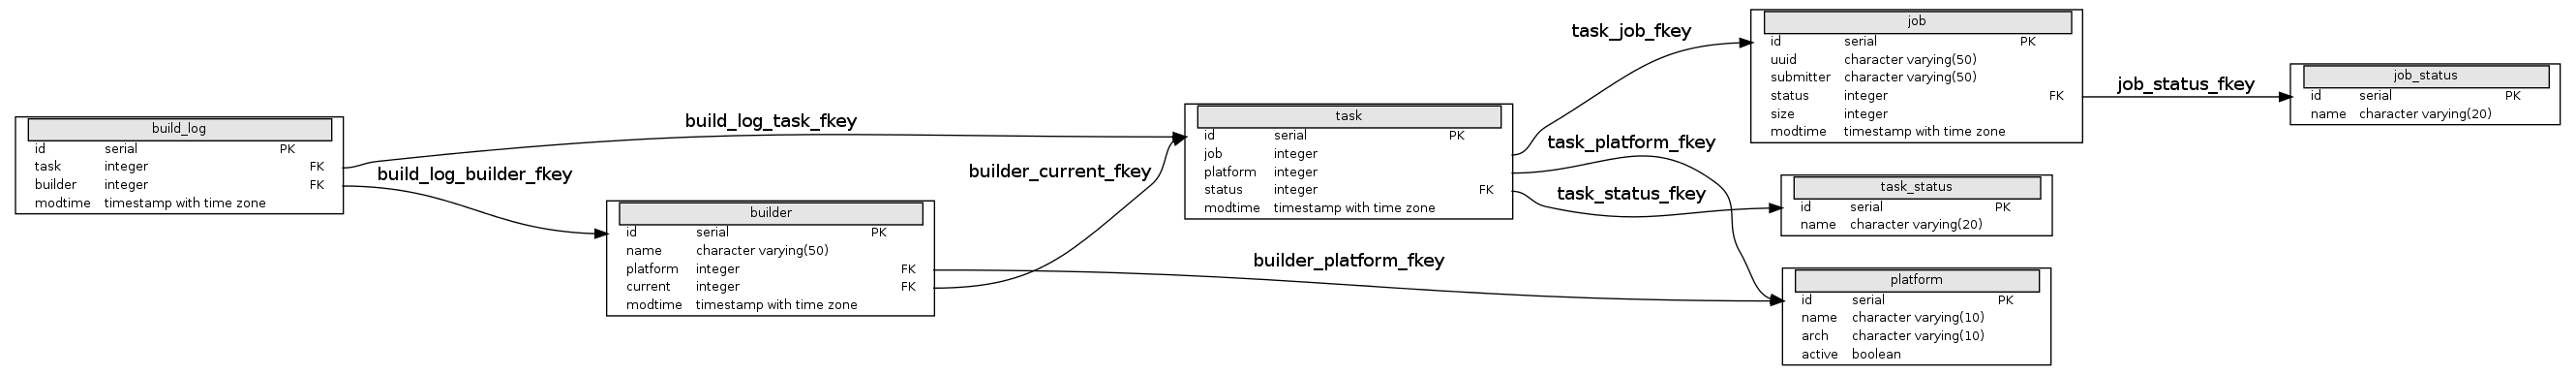 build_log
id serial PK
task integer FK
builder integer FK
modtime timestamp with time zone
build_log_task_fkey
build_log_builder_fkey
builder
id serial PK
name character varying(50)
platform integer FK
current integer FK
modtime timestamp with time zone
builder_current_fkey
builder_platform_fkey
task
id serial PK
job integer
platform integer
status integer FK
modtime timestamp with time zone
task_job_fkey
task_platform_fkey
task_status_fkey
job
id serial PK
uuid character varying(50)
submitter character varying(50)
status integer FK
size integer
modtime timestamp with time zone
job_status_fkey
job_status
id serial PK
name character varying(20)
task_status
id serial PK
name character varying(20)
platform
id serial PK
name character varying(10)
arch character varying(10)
active boolean